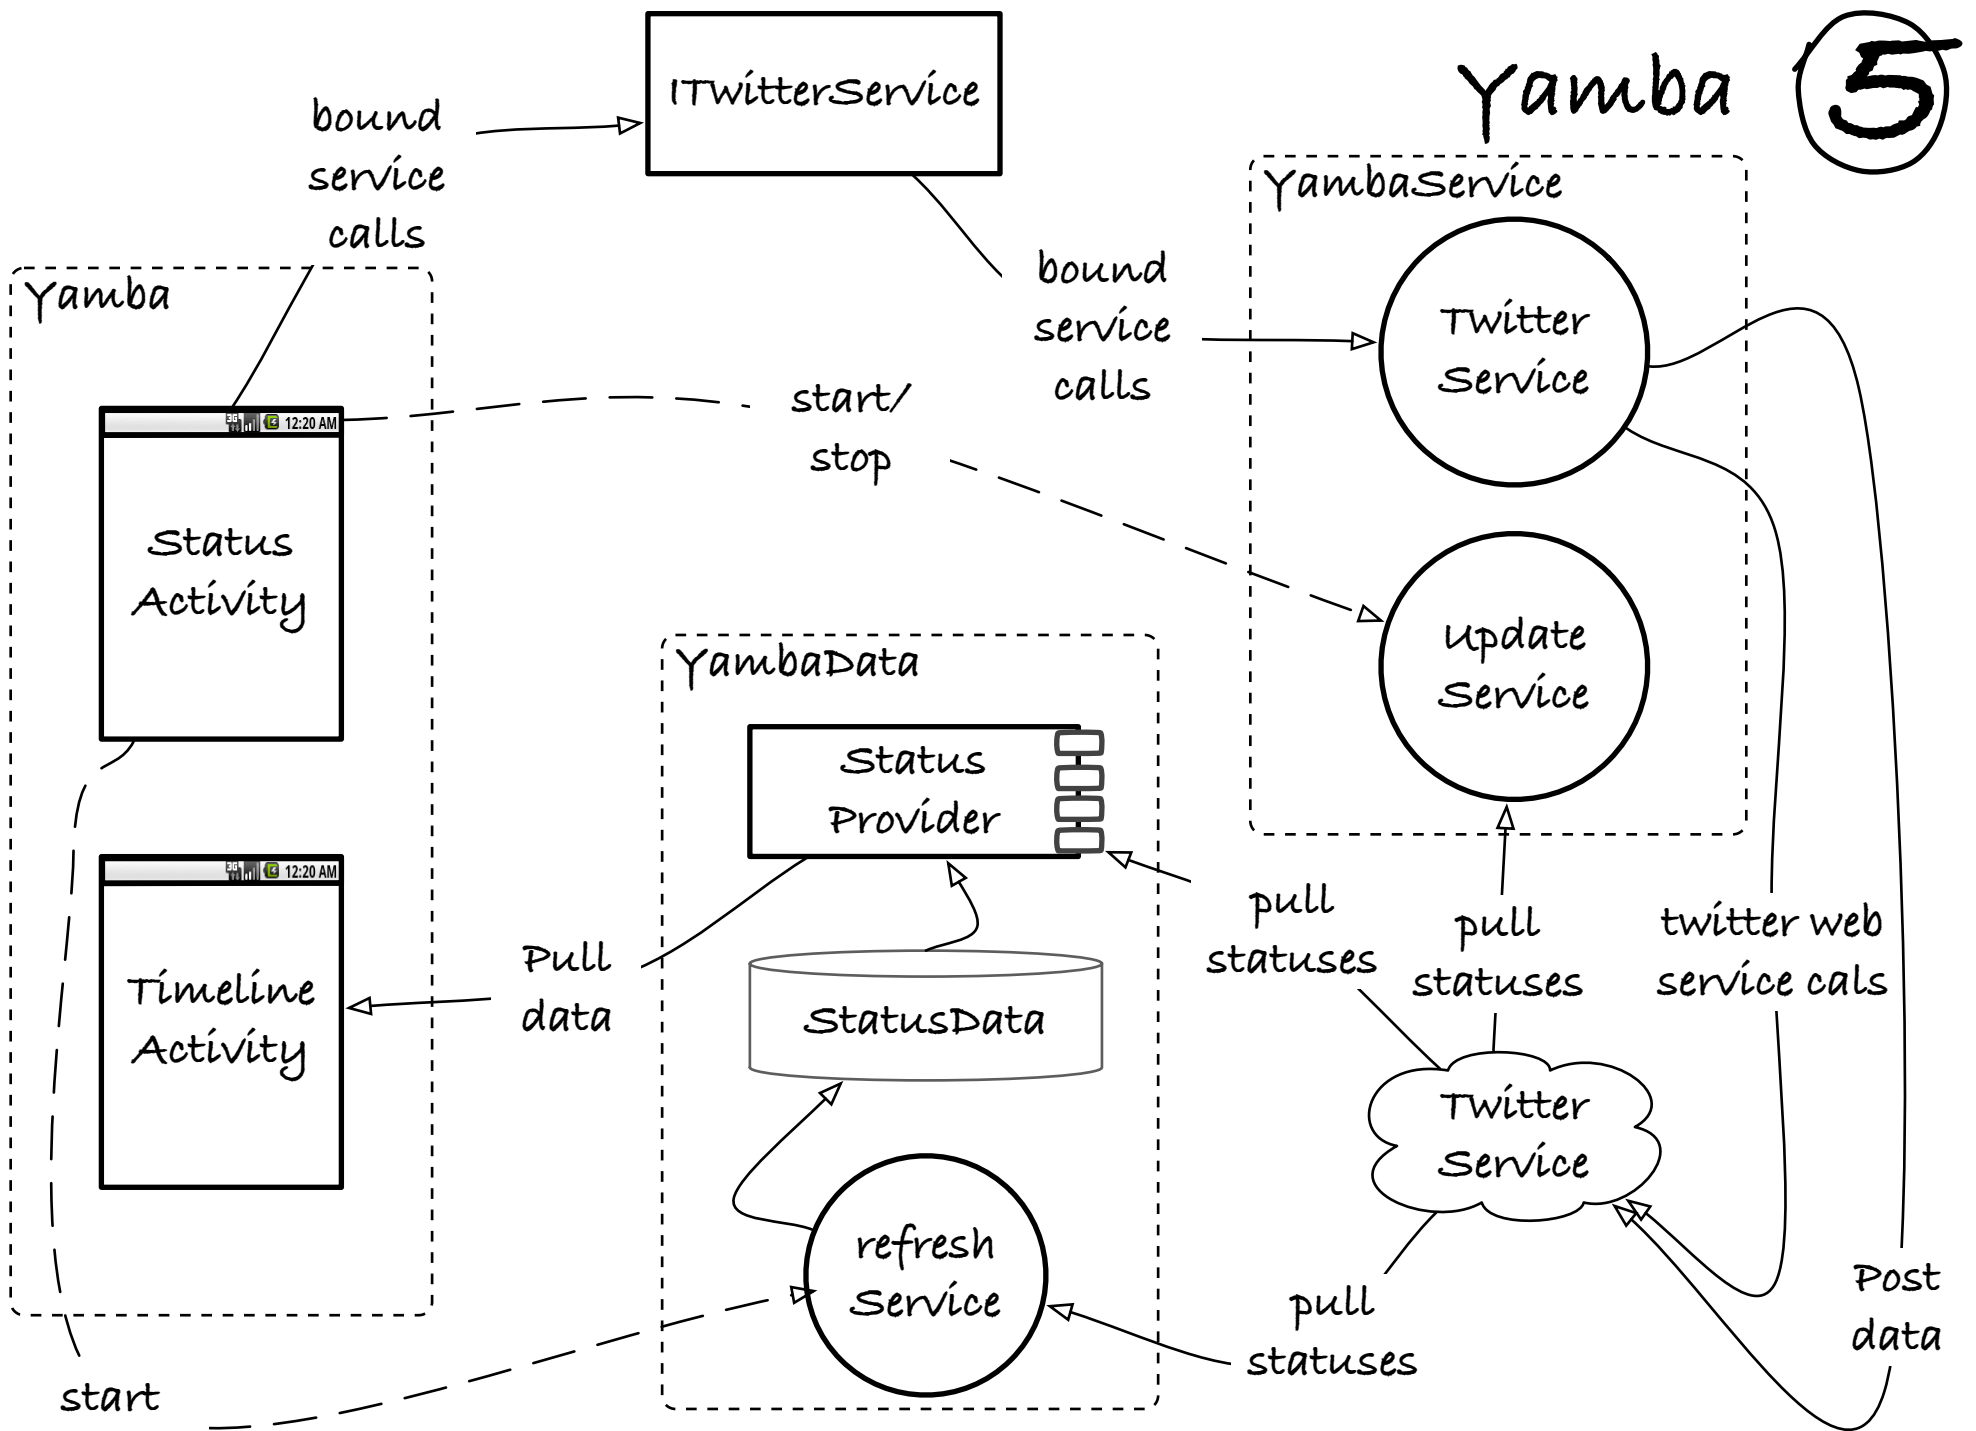 Yamba 5
ITwitterService
bound
service
calls
YambaService
Twitter
Service
bound
service
calls
Yamba
start/
stop
3G 12:20 AM
Status
Activity
Update
Service
YambaData
Status
Provider
3G 12:20 AM
Timeline
Activity
Pull
data
StatusData
pull
statuses
pull
statuses
twitter web
service cals
Twitter
Service
refresh
Service
pull
statuses
Post
data
start